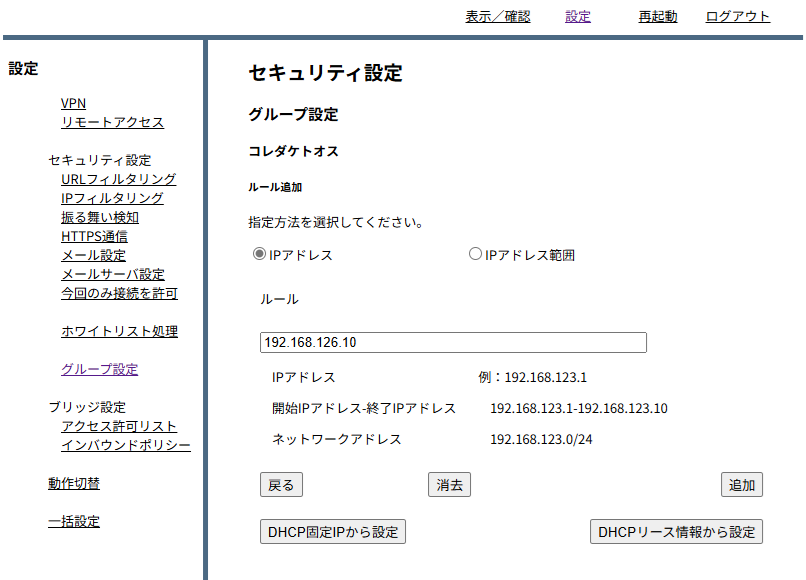 表示／確認 設定 再起動 ログアウト
設定
VPN
リモートアクセス
セキュリティ設定
URLフィルタリング
IPフィルタリング
振る舞い検知
HTTPS通信
メール設定
メールサーバ設定
今回のみ接続を許可
ホワイトリスト処理
グループ設定
ブリッジ設定
アクセス許可リスト
インバウンドポリシー
動作切替
一括設定
セキュリティ設定
グループ設定
コレダケトオス
ルール追加
指定方法を選択してください。
IPアドレス IPアドレス範囲
ルール
192.168.126.10
IPアドレス 例：192.168.123.1
開始IPアドレス-終了IPアドレス 192.168.123.1-192.168.123.10
ネットワークアドレス 192.168.123.0/24
戻る 消去 追加
DHCP固定IPから設定 DHCPリース情報から設定